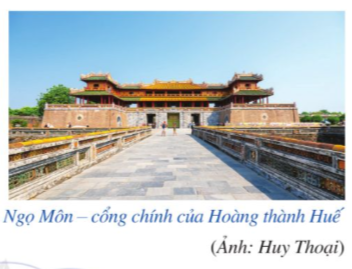 Ngọ Môn – cổng chính của Hoàng thành Huế
(Ảnh: Huy Thoại)